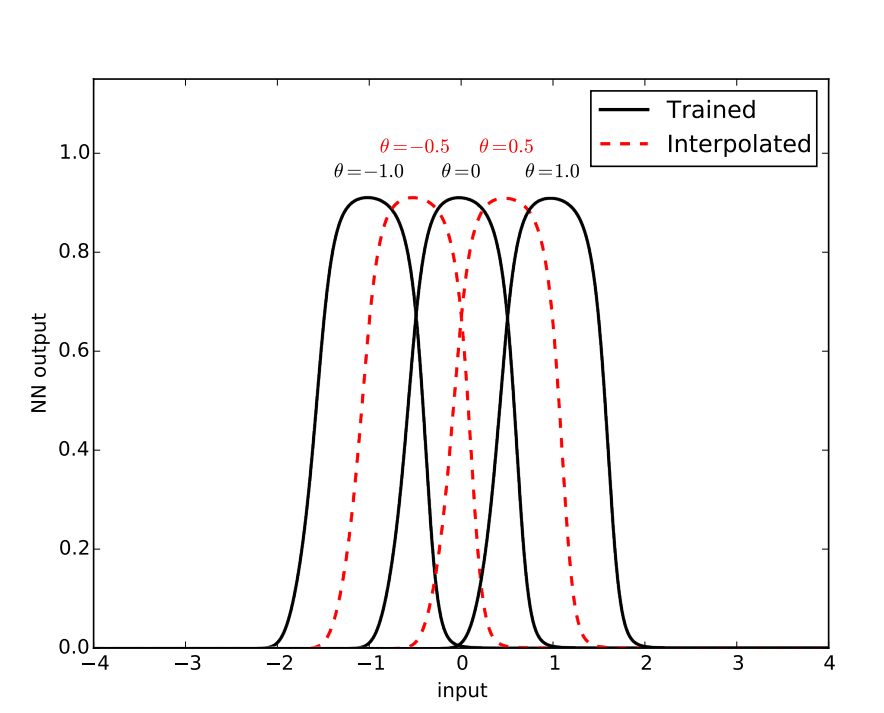 Trained
Interpolated
θ=−0.5 θ=0.5
θ=−1.0 θ=0 θ=1.0
1.0
0.8
0.6
0.4
0.2
0.0
NN output
−4 −3 −2 −1 0 1 2 3 4
input